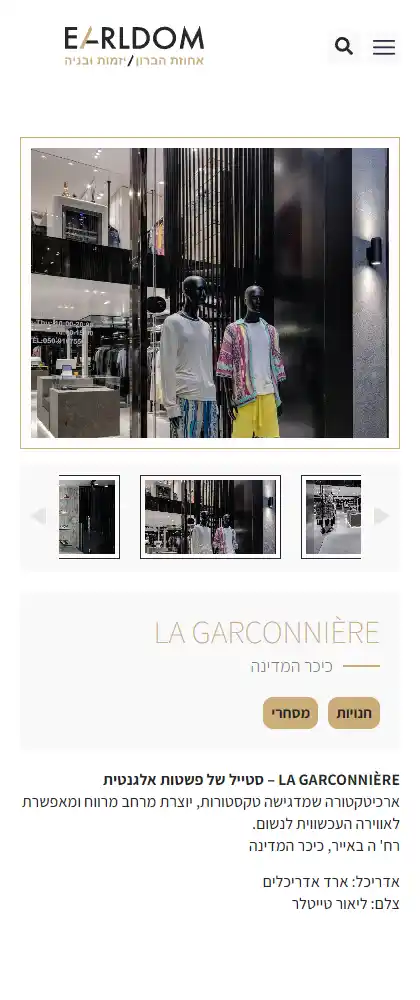 EARLDOM
אחוזת הברון/יזמות ובניה
LA GARCONNIÈRE
כיכר המדינה
חנויות
מסחרי
LA GARCONNIÈRE – סטייל של פשטות אלגנטית
ארכיטקטורה שמדגישה טקסטורות, יוצרת מרחב מרווח ומאפשרת
לאווירה העכשווית לנשום.
רח' ה באייר, כיכר המדינה
אדריכל: ארד אדריכלים
צלם: ליאור טייטלר